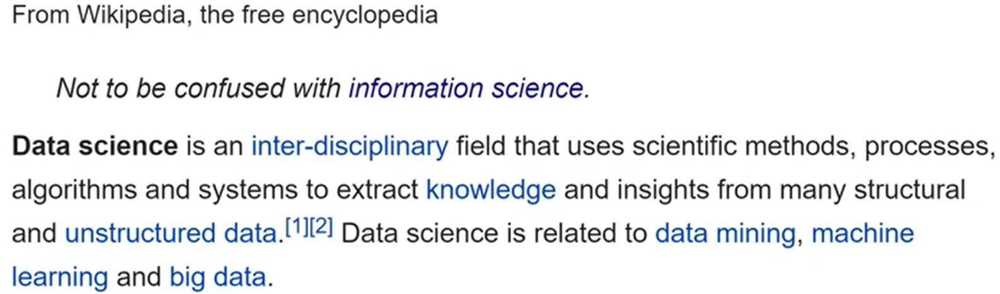 From Wikipedia, the free encyclopedia
Not to be confused with information science.
Data science is an inter-disciplinary field that uses scientific methods, processes,
algorithms and systems to extract knowledge and insights from many structural
and unstructured data.[1][2] Data science is related to data mining, machine
learning and big data.